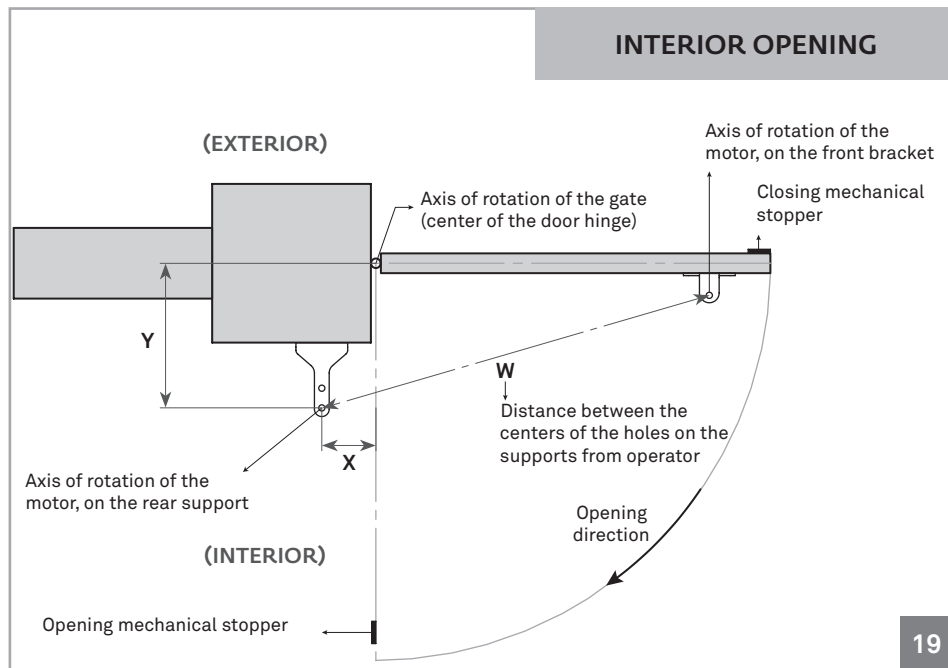 INTERIOR OPENING
(EXTERIOR)
Axis of rotation of the
motor, on the front bracket
Axis of rotation of the gate
(center of the door hinge)
Closing mechanical
stopper
Y
W
Distance between the
centers of the holes on the
supports from operator
X
Axis of rotation of the
motor, on the rear support
Opening
direction
(INTERIOR)
Opening mechanical stopper
19